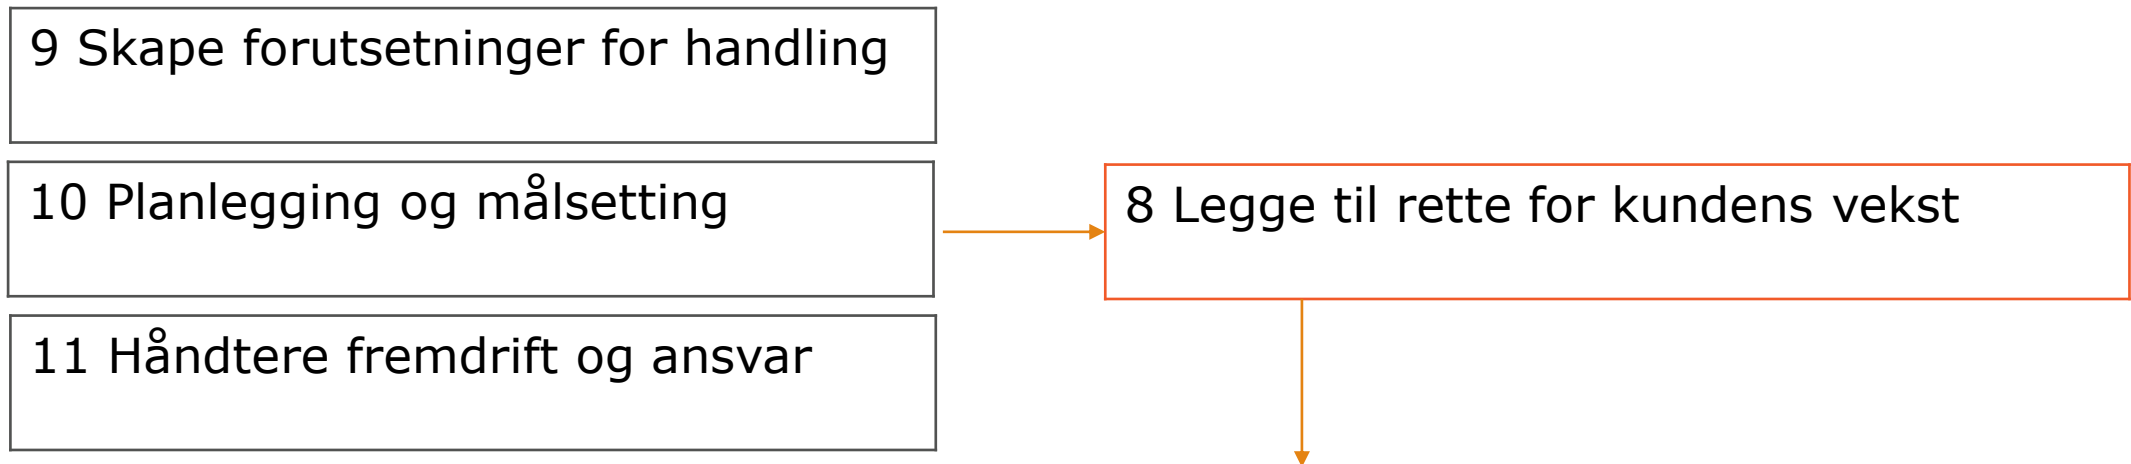 9 Skape forutsetninger for handling
10 Planlegging og målsetting
8 Legge til rette for kundens vekst
11 Håndtere fremdrift og ansvar